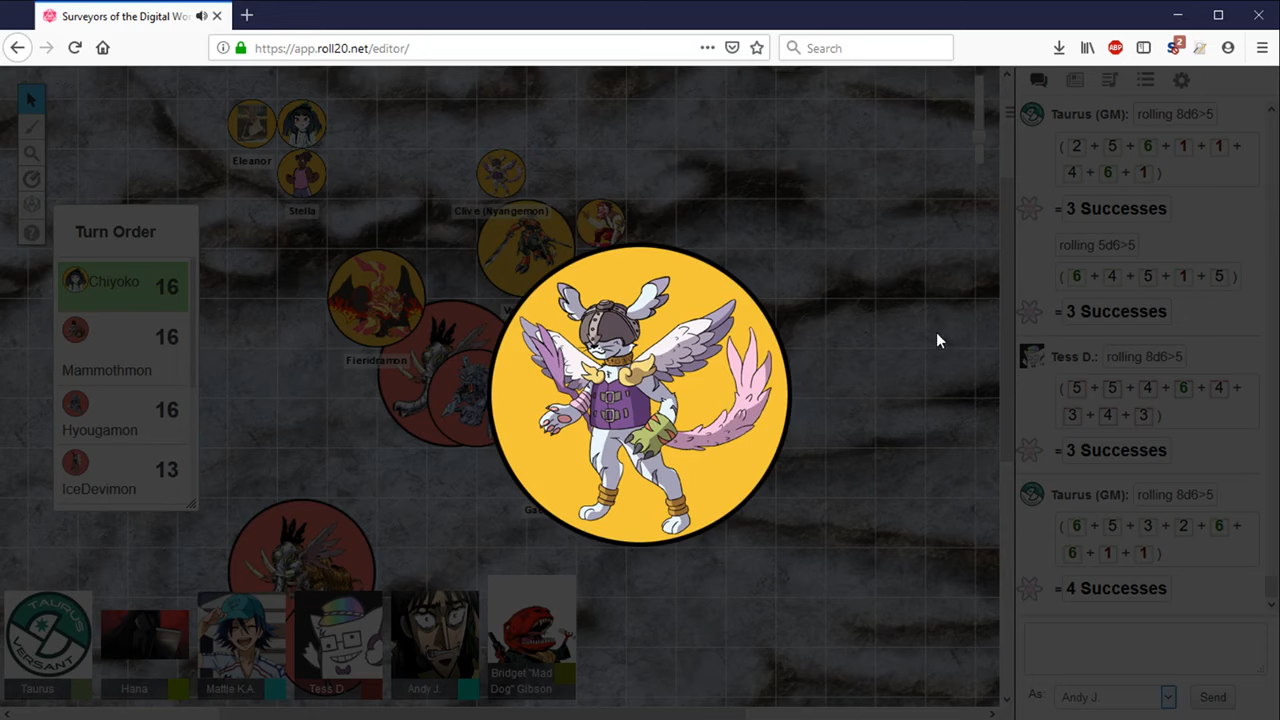 Surveyors of the Digital Wor
https://app.roll20.net/editor/
Search
ABP
2
Eleanor
Stella
Clive (Nyangemon)
Fieridramon
Turn Order
Chiyoko 16
16
Mammothmon
16
Hyougamon
13
IceDevimon
TAURUS
VERSANT
Taurus
Hana
Mattie K.A.
Tess D.
Andy J.
Bridget "Mad
Dog" Gibson
Taurus (GM): rolling 8d6>5
( 2 + 5 + 6 + 1 + 1 +
4 + 6 + 1 )
= 3 Successes
rolling 5d6>5
( 6 + 4 + 5 + 1 + 5 )
= 3 Successes
Tess D.: rolling 8d6>5
( 5 + 5 + 4 + 6 + 4 +
3 + 4 + 3 )
= 3 Successes
Taurus (GM): rolling 8d6>5
( 6 + 5 + 3 + 2 + 6 +
6 + 1 + 1 )
= 4 Successes
As: Andy J. Send